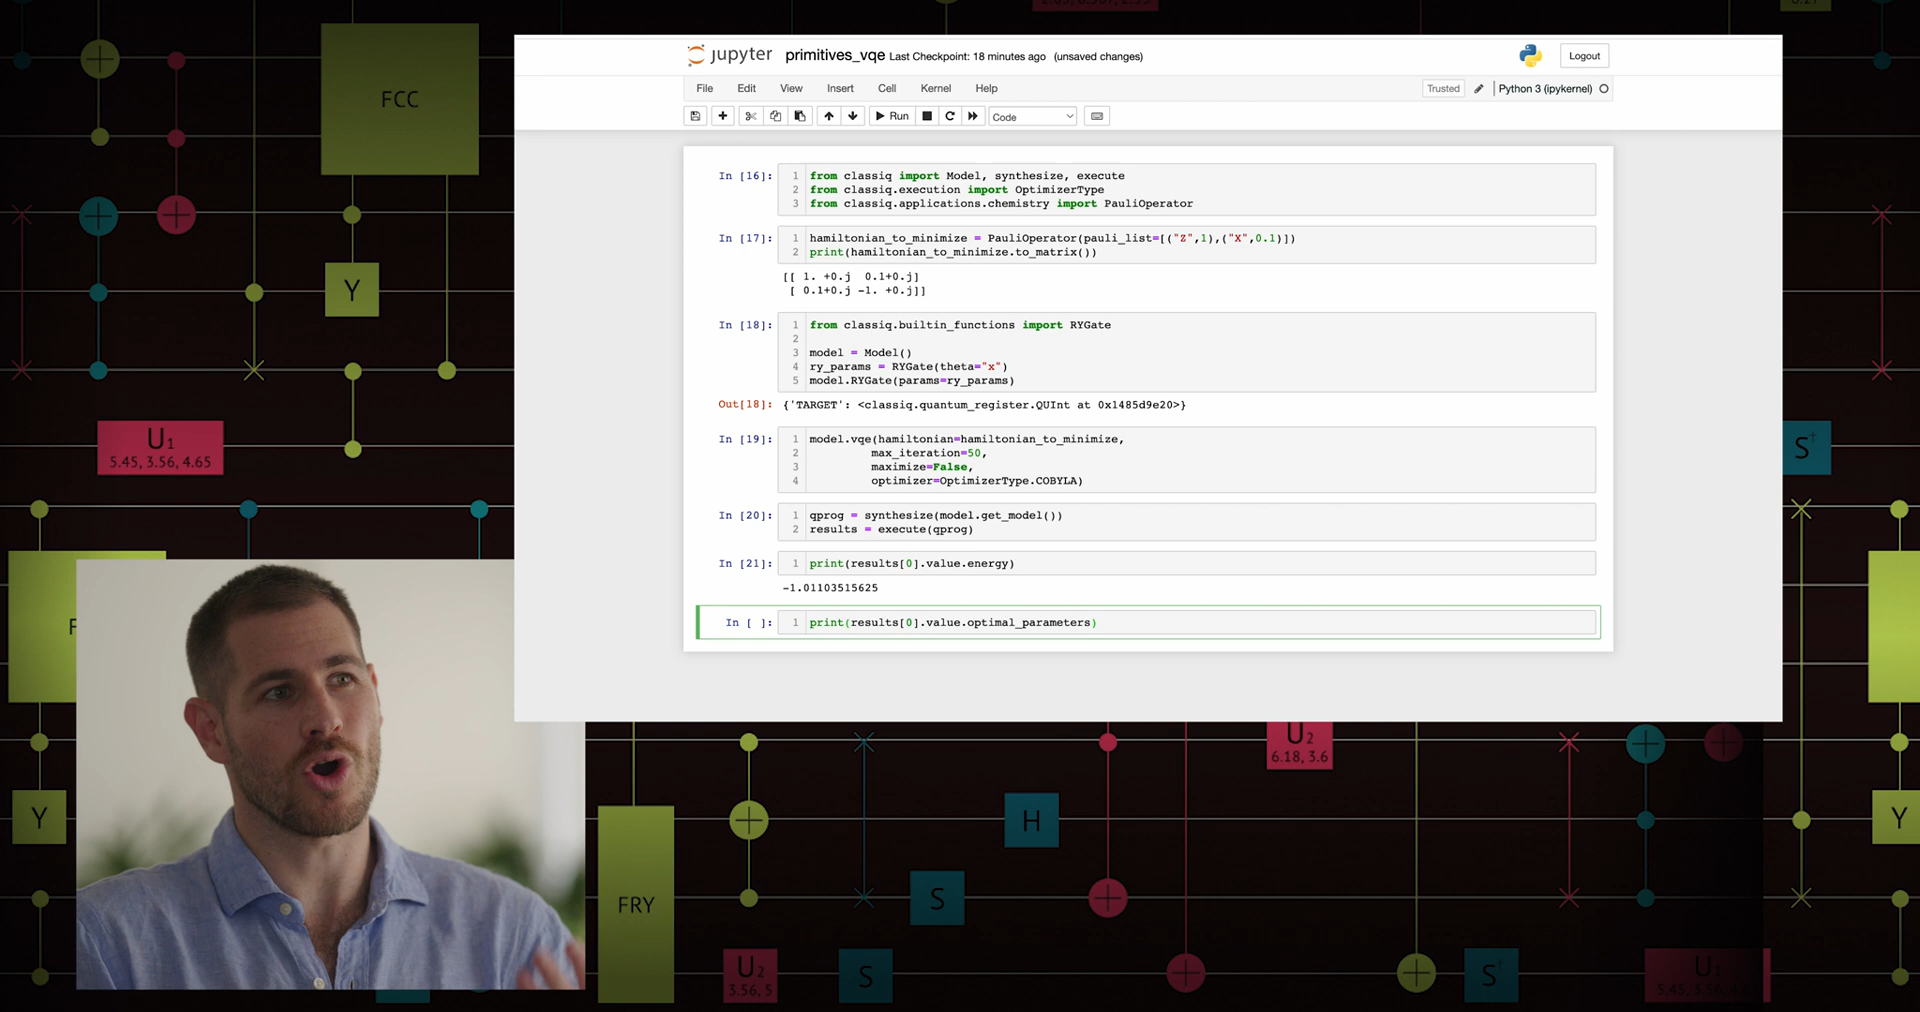 FCC
Y
U1
5.45, 3.56, 4.65
jupyter primitives_vqe Last Checkpoint: 18 minutes ago (unsaved changes)
Logout
File Edit View Insert Cell Kernel Help
Trusted Python 3 (ipykernel)
Run Code
In [16]:
1 from classiq import Model, synthesize, execute
2 from classiq.execution import OptimizerType
3 from classiq.applications.chemistry import PauliOperator
In [17]:
1 hamiltonian_to_minimize = PauliOperator(pauli_list=[("Z",1),("X",0.1)])
2 print(hamiltonian_to_minimize.to_matrix())
[[ 1. +0.j 0.1+0.j]
[ 0.1+0.j -1. +0.j]]
In [18]:
1 from classiq.builtin_functions import RYGate
2
3 model = Model()
4 ry_params = RYGate(theta="x")
5 model.RYGate(params=ry_params)
Out[18]: {'TARGET': <classiq.quantum_register.QUInt at 0x1485d9e20>}
In [19]:
1 model.vqe(hamiltonian=hamiltonian_to_minimize,
2 max_iteration=50,
3 maximize=False,
4 optimizer=OptimizerType.COBYLA)
In [20]:
1 qprog = synthesize(model.get_model())
2 results = execute(qprog)
In [21]:
1 print(results[0].value.energy)
-1.01103515625
In [ ]:
1 print(results[0].value.optimal_parameters)
S†
F
Y
U2
6.18, 3.6
H
Y
S
FRY
U2
3.56, 5
S
S†
U1